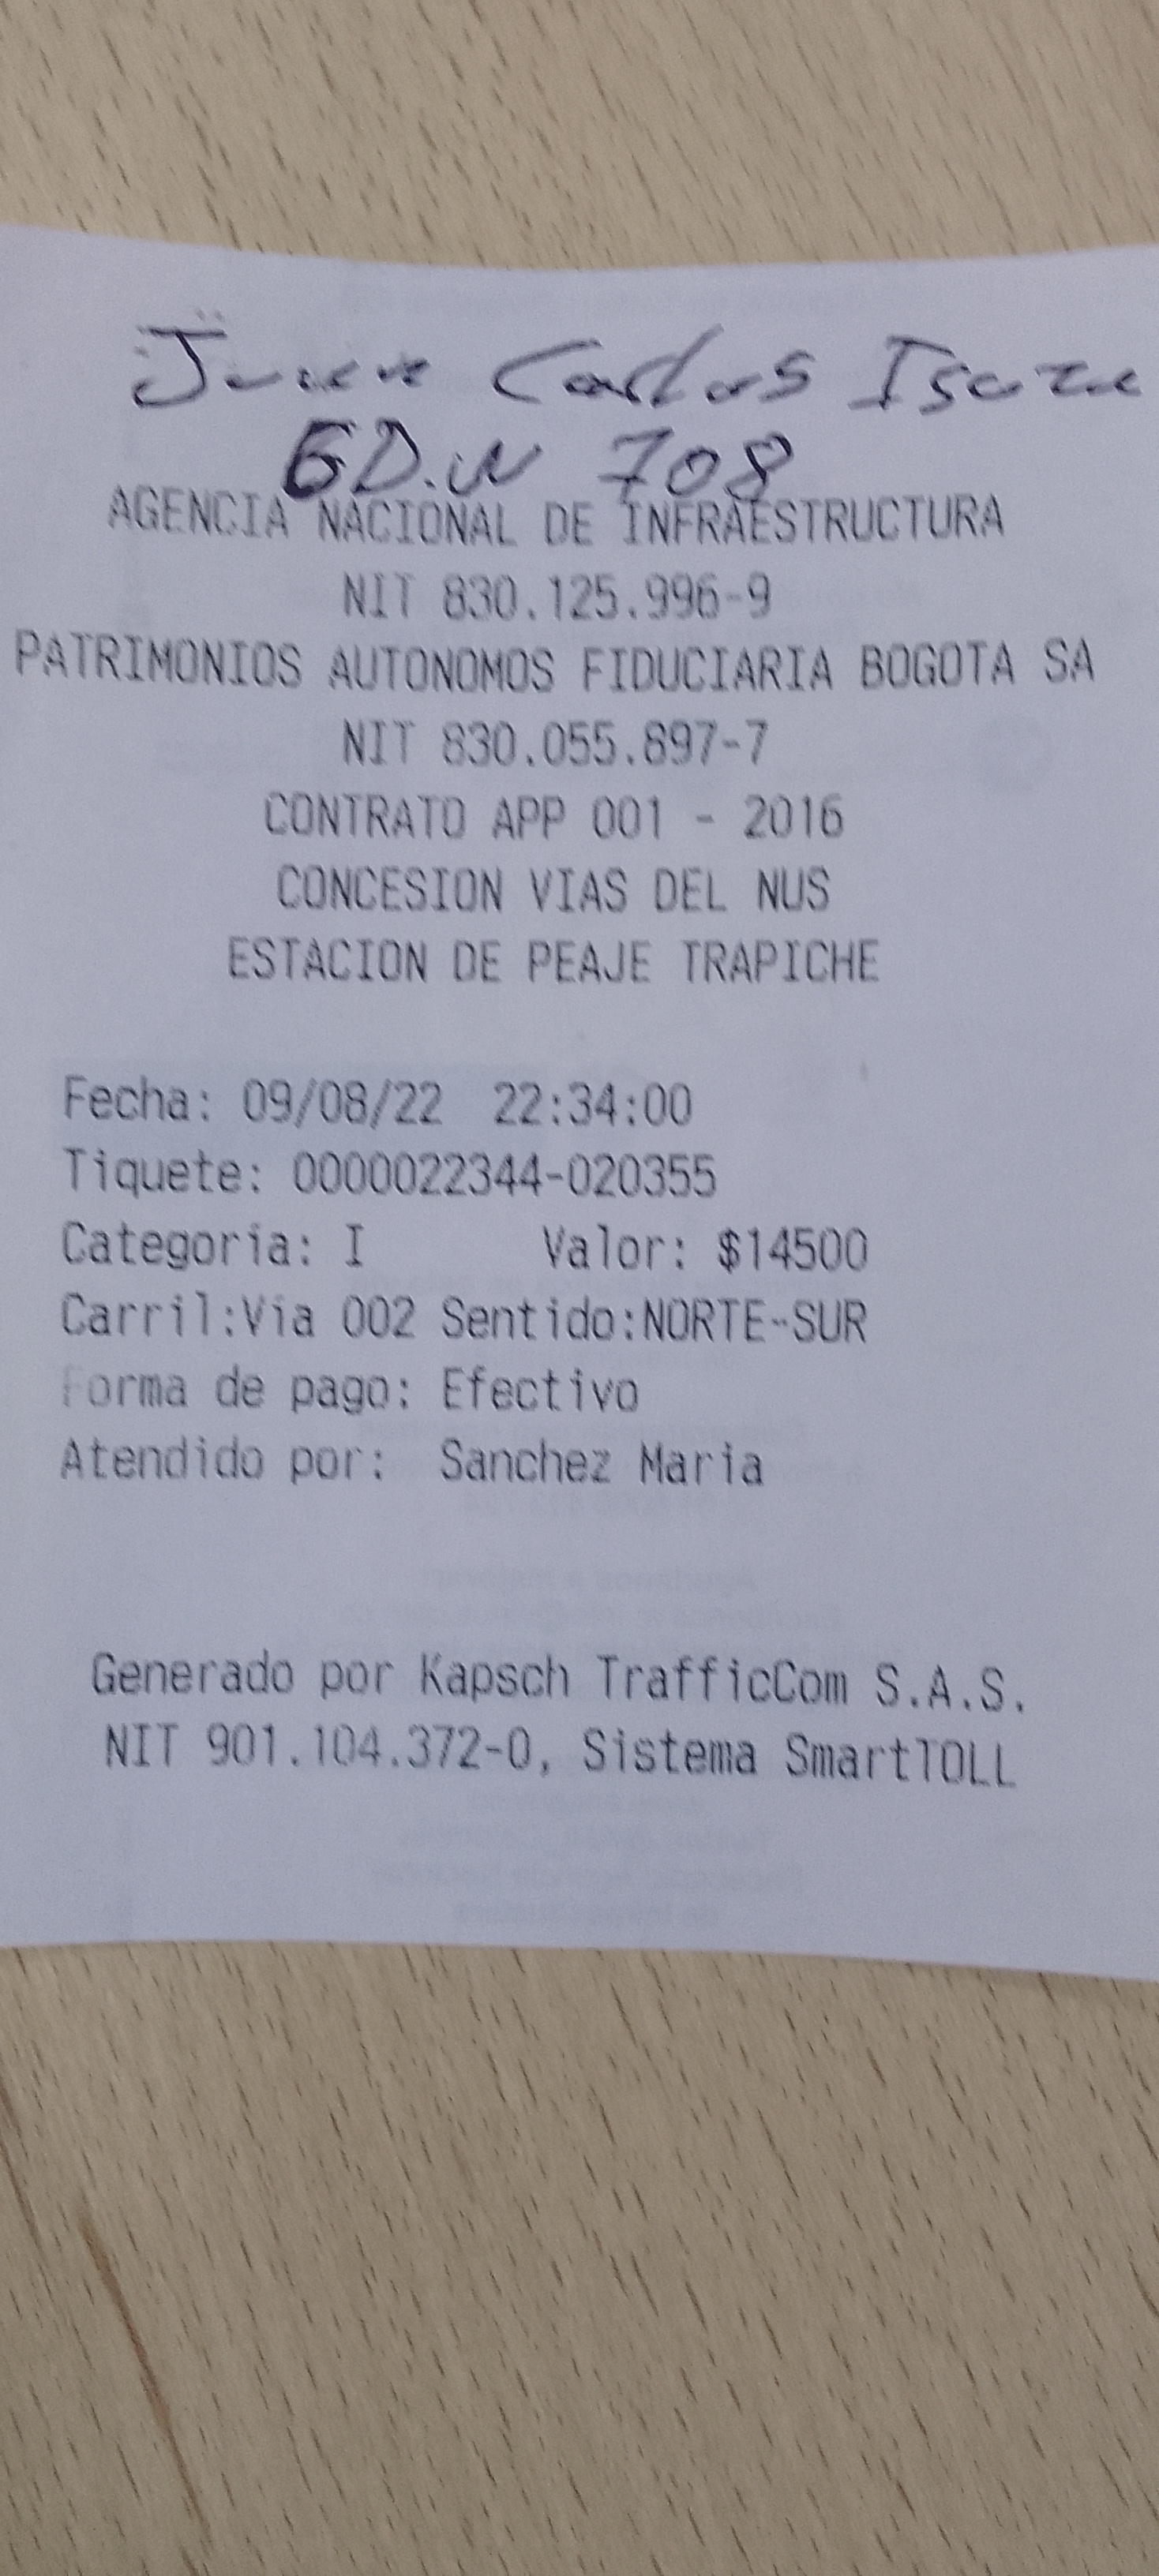 Juan Carlos Isaza
708
AGENCIA NACIONAL DE INFRAESTRUCTURA
NIT 830.125.996-9
PATRIMONIOS AUTONOMOS FIDUCIARIA BOGOTA SA
NIT 830.055.897-7
CONTRATO APP 001 - 2016
CONCESION VIAS DEL NUS
ESTACION DE PEAJE TRAPICHE
Fecha: 09/08/22 22:34:00
Tiquete: 0000022344-020355
Categoria: I Valor: $14500
Carril:Via 002 Sentido:NORTE-SUR
Forma de pago: Efectivo
Atendido por: Sanchez Maria
Generado por Kapsch TrafficCom S.A.S.
NIT 901.104.372-0, Sistema SmartTOLL